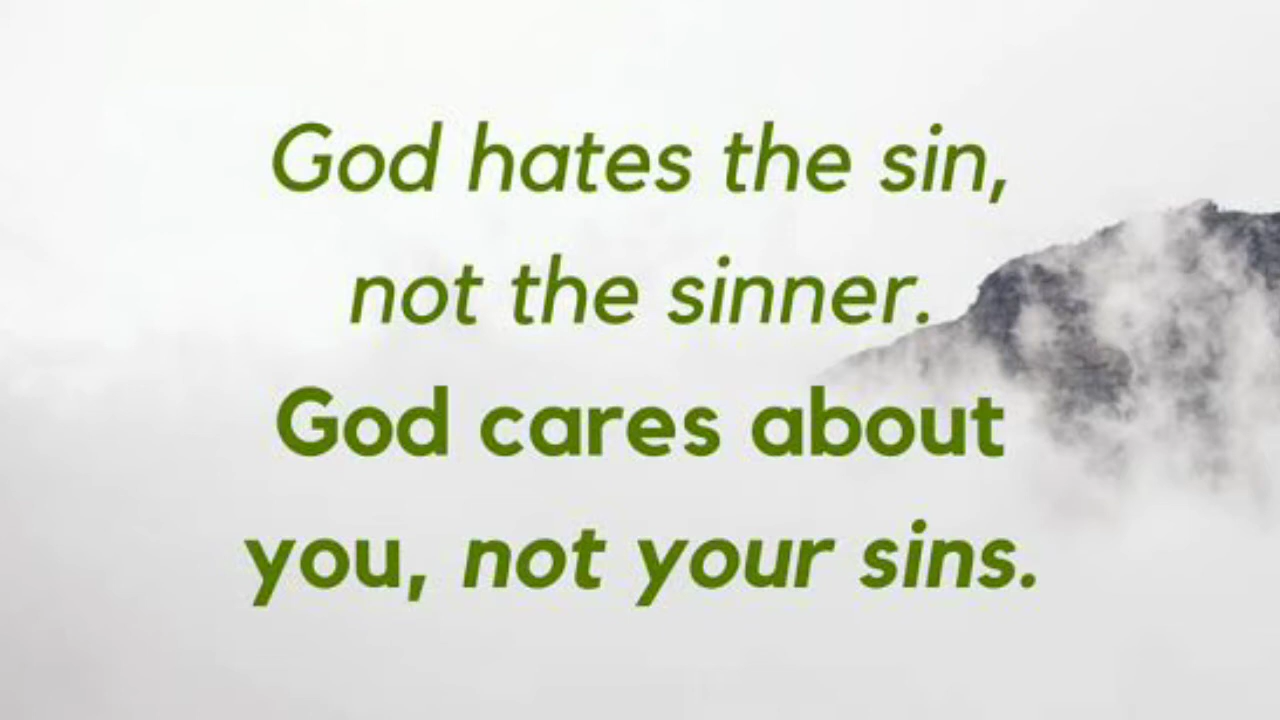 God hates the sin,
not the sinner.
God cares about
you, not your sins.